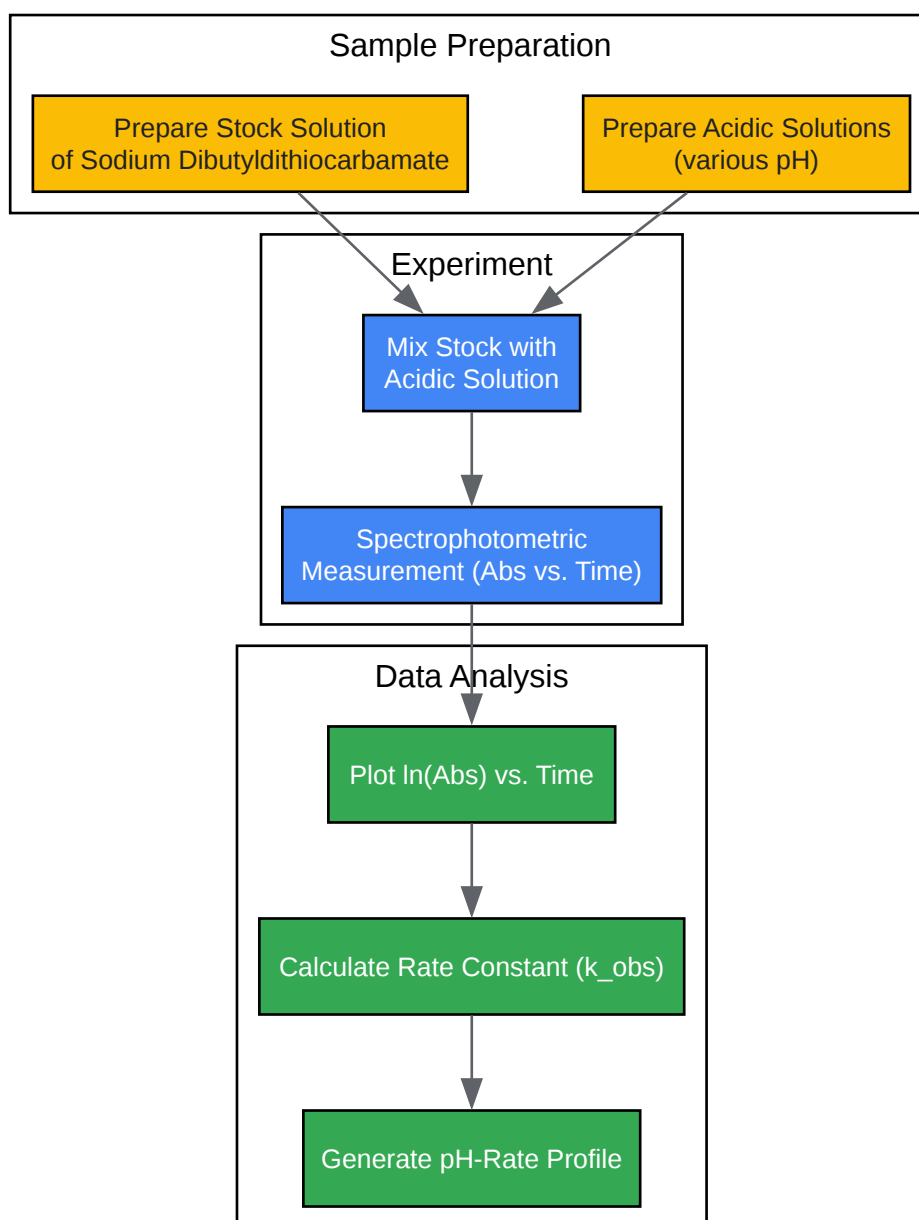 Sample Preparation
Prepare Stock Solution
of Sodium Dibutyldithiocarbamate
Prepare Acidic Solutions
(various pH)
Experiment
Mix Stock with
Acidic Solution
Spectrophotometric
Measurement (Abs vs. Time)
Data Analysis
Plot ln(Abs) vs. Time
Calculate Rate Constant (k_obs)
Generate pH-Rate Profile